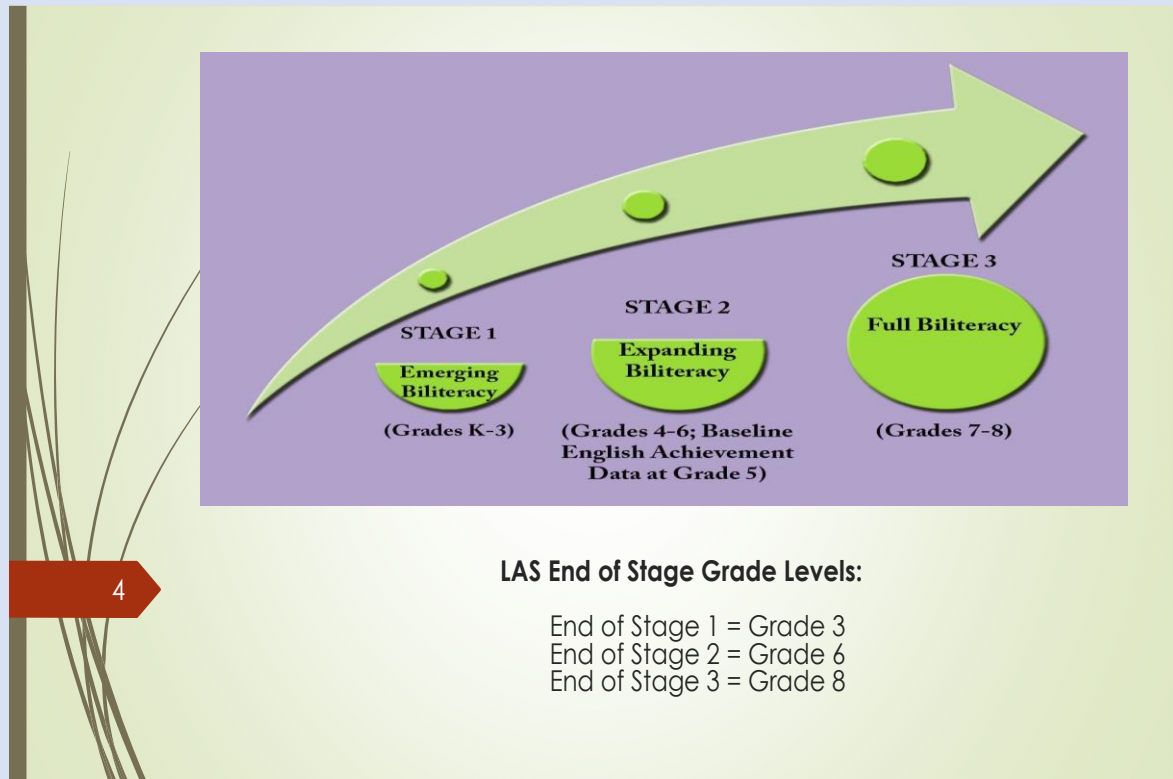 STAGE 1
Emerging
Biliteracy
(Grades K-3)
STAGE 2
Expanding
Biliteracy
(Grades 4-6; Baseline
English Achievement
Data at Grade 5)
STAGE 3
Full Biliteracy
(Grades 7-8)
4
LAS End of Stage Grade Levels:
End of Stage 1 = Grade 3
End of Stage 2 = Grade 6
End of Stage 3 = Grade 8